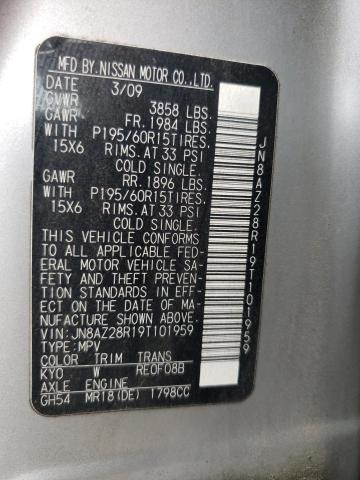 MFD BY.NISSAN MOTOR CO.,LTD.
DATE 3/09
GVWR 3858 LBS.
GAWR FR.1984 LBS.
WITH P195/60R15TIRES.
15X6 RIMS.AT 33 PSI
COLD SINGLE.
GAWR RR.1896 LBS.
WITH P195/60R15TIRES.
15X6 RIMS.AT 33 PSI
COLD SINGLE.
THIS VEHICLE CONFORMS
TO ALL APPLICABLE FED-
ERAL MOTOR VEHICLE SA-
FETY AND THEFT PREVEN-
TION STANDARDS IN EFF-
ECT ON THE DATE OF MA-
NUFACTURE SHOWN ABOVE.
VIN:JN8AZ28R19T101959
TYPE:MPV
COLOR TRIM TRANS
KYO W RE0F08B
AXLE ENGINE
GH54 MR18(DE) 1798CC
JN8AZ28R19T101959